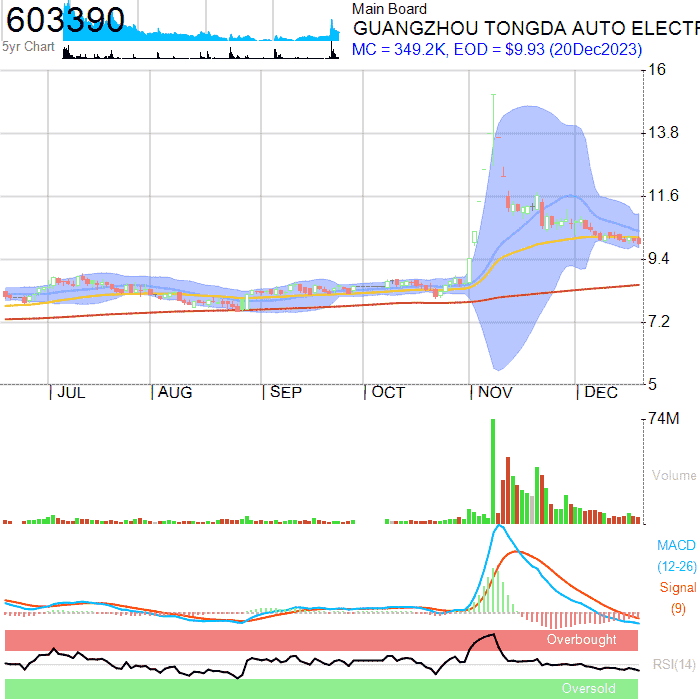 603390
5yr Chart
Main Board
GUANGZHOU TONGDA AUTO ELECTR
MC = 349.2K, EOD = $9.93 (20Dec2023)
16
13.8
11.6
9.4
7.2
5
JUL AUG SEP OCT NOV DEC
74M
Volume
MACD
(12-26)
Signal
(9)
Overbought
RSI(14)
Oversold